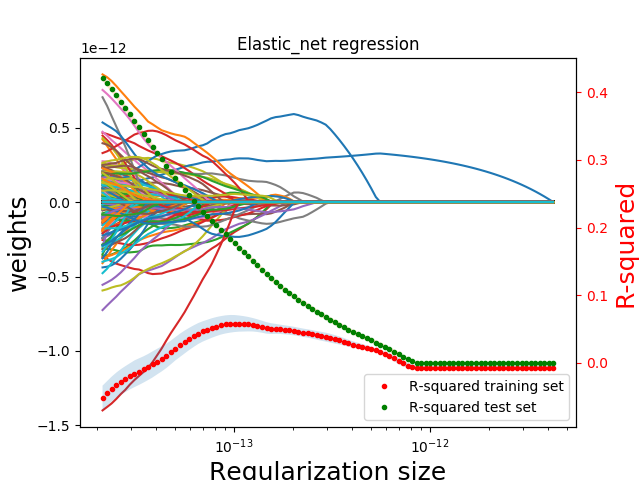 Elastic_net regression
1e−12
0.5
0.0
−0.5
−1.0
−1.5
weights
0.4
0.3
0.2
0.1
0.0
R-squared
R-squared training set
R-squared test set
10⁻¹³
10⁻¹²
Regularization size